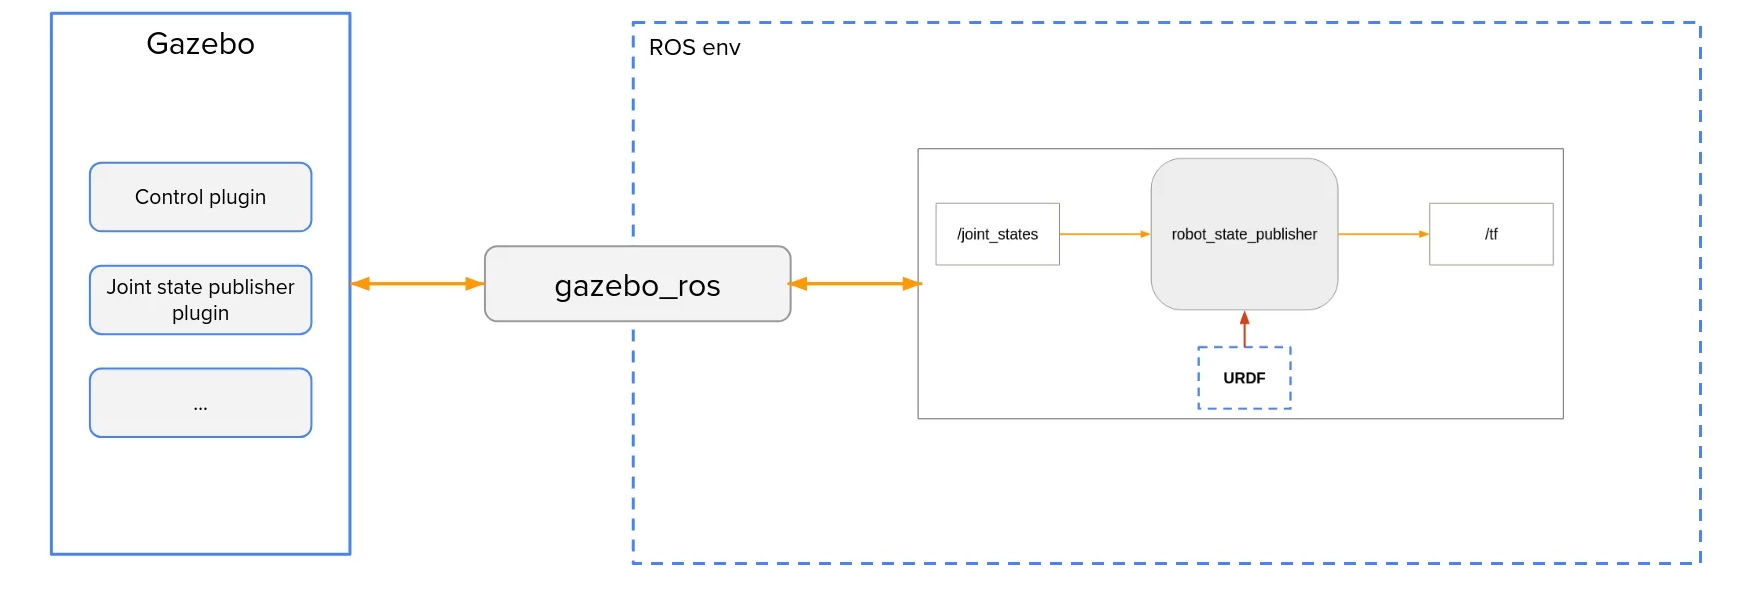 Gazebo
Control plugin
Joint state publisher
plugin
...
gazebo_ros
ROS env
/joint_states
robot_state_publisher
/tf
URDF